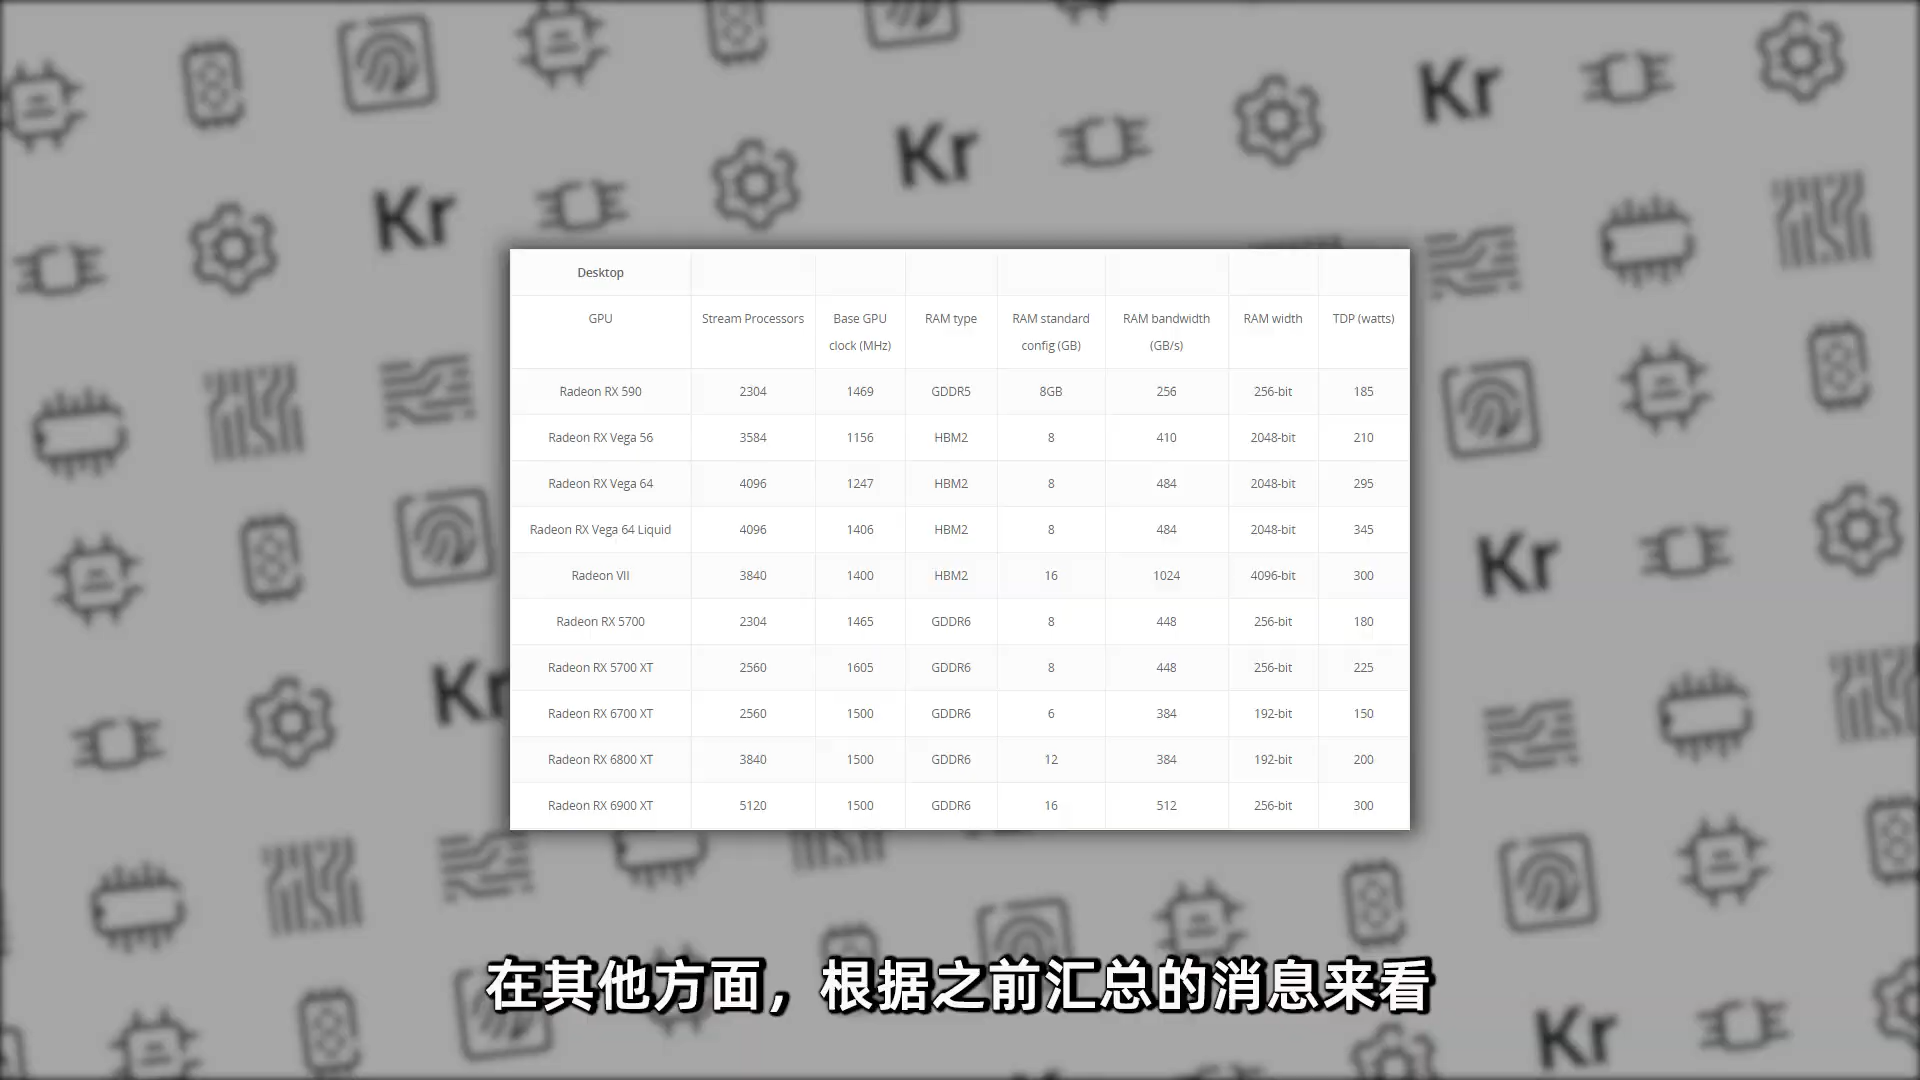 Kr
Kr
Kr
Desktop
GPU Stream Processors Base GPU clock (MHz) RAM type RAM standard config (GB) RAM bandwidth (GB/s) RAM width TDP (watts)
Radeon RX 590 2304 1469 GDDR5 8GB 256 256-bit 185
Radeon RX Vega 56 3584 1156 HBM2 8 410 2048-bit 210
Radeon RX Vega 64 4096 1247 HBM2 8 484 2048-bit 295
Radeon RX Vega 64 Liquid 4096 1406 HBM2 8 484 2048-bit 345
Kr
Radeon VII 3840 1400 HBM2 16 1024 4096-bit 300
Radeon RX 5700 2304 1465 GDDR6 8 448 256-bit 180
Radeon RX 5700 XT 2560 1605 GDDR6 8 448 256-bit 225
Kr
Radeon RX 6700 XT 2560 1500 GDDR6 6 384 192-bit 150
Radeon RX 6800 XT 3840 1500 GDDR6 12 384 192-bit 200
Radeon RX 6900 XT 5120 1500 GDDR6 16 512 256-bit 300
在其他方面，根据之前汇总的消息来看
Kr